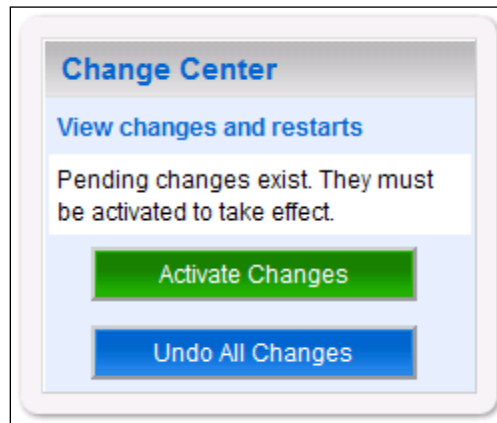 Change Center
View changes and restarts
Pending changes exist. They must
be activated to take effect.
Activate Changes
Undo All Changes